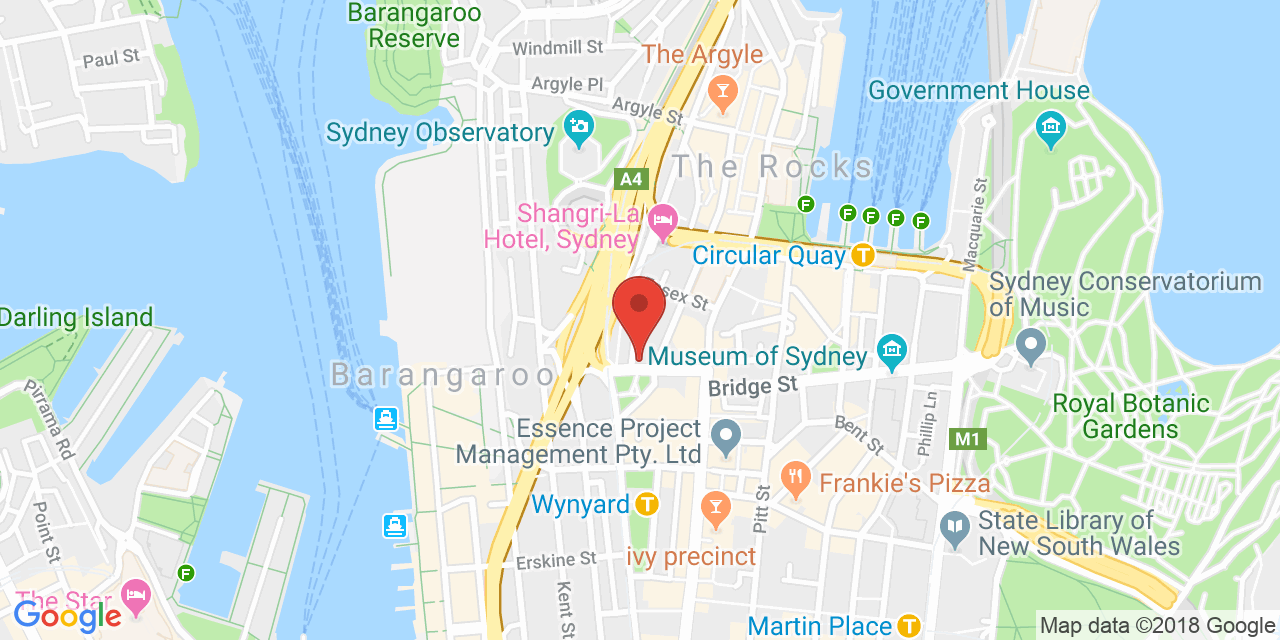 Barangaroo
Reserve
Windmill St
Paul St
The Argyle
Argyle Pl
Argyle St
Government House
Sydney Observatory
The Rocks
A4
Shangri-La
Hotel, Sydney
F
F
F
F
F
Macquarie St
Circular Quay
T
Sydney Conservatorium
of Music
sex St
Darling Island
Museum of Sydney
Barangaroo
Bridge St
Pirrama Rd
Royal Botanic
Gardens
Phillip Ln
Essence Project
Management Pty. Ltd
Bent St
M1
Frankie's Pizza
Wynyard
T
Pitt St
Point St
State Library of
New South Wales
ivy precinct
Erskine St
F
Kent St
The Star
Google
Martin Place
T
Map data ©2018 Google